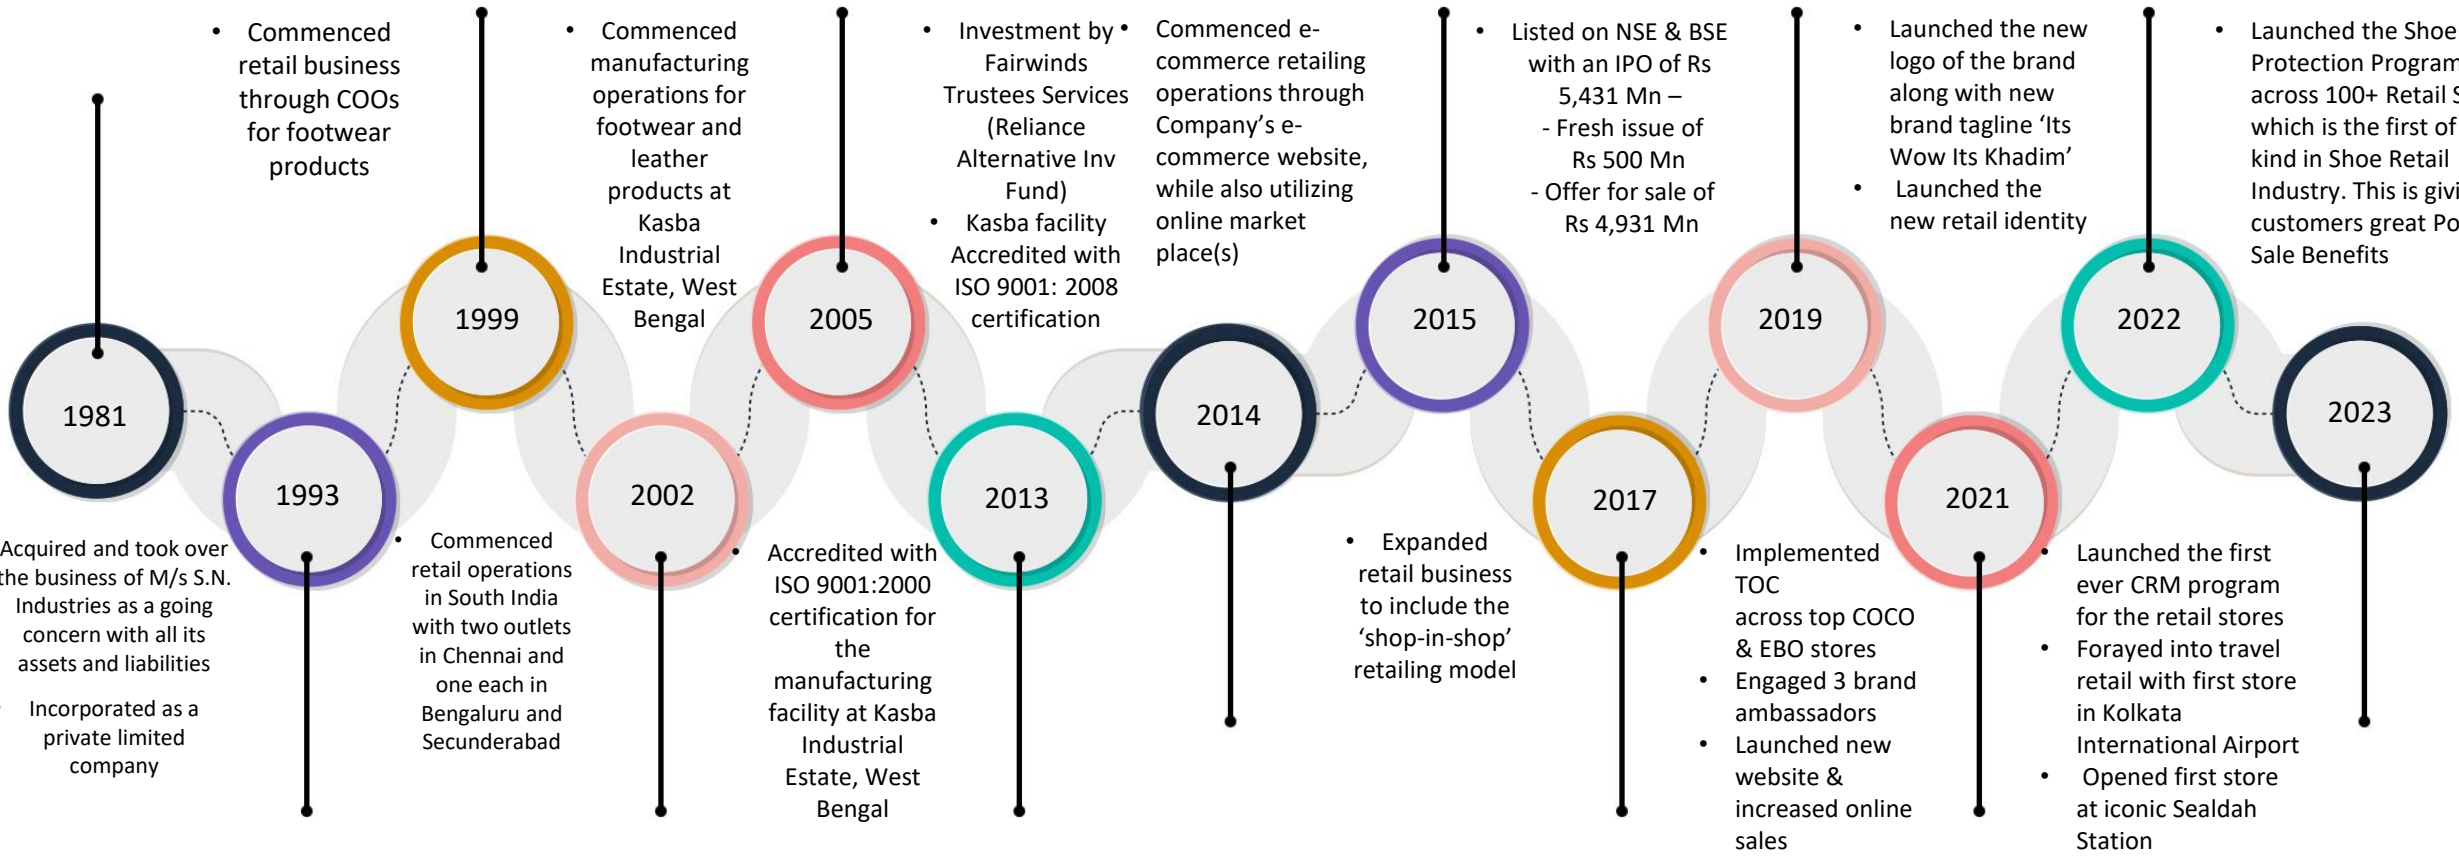 • Commenced
retail business
through COOs
for footwear
products
• Commenced
manufacturing
operations for
footwear and
leather
products at
Kasba
Industrial
Estate, West
Bengal
• Investment by
Fairwinds
Trustees Services
(Reliance
Alternative Inv
Fund)
• Kasba facility
Accredited with
ISO 9001: 2008
certification
• Commenced e-
commerce retailing
operations through
Company's e-
commerce website,
while also utilizing
online market
place(s)
• Listed on NSE & BSE
with an IPO of Rs
5,431 Mn –
- Fresh issue of
Rs 500 Mn
- Offer for sale of
Rs 4,931 Mn
• Launched the new
logo of the brand
along with new
brand tagline ‘Its
Wow Its Khadim’
• Launched the
new retail identity
• Launched the Shoe
Protection Program
across 100+ Retail
which is the first of
kind in Shoe Retail
Industry. This is
customers great
Sale Benefits
1981
1993
1999
2002
2005
2013
2014
2015
2017
2019
2021
2022
2023
Acquired and took over
the business of M/s S.N.
Industries as a going
concern with all its
assets and liabilities
Incorporated as a
private limited
company
• Commenced
retail operations
in South India
with two outlets
in Chennai and
one each in
Bengaluru and
Secunderabad
• Accredited with
ISO 9001:2000
certification for
the
manufacturing
facility at Kasba
Industrial
Estate, West
Bengal
• Expanded
retail business
to include the
‘shop-in-shop’
retailing model
• Implemented
TOC
across top COCO
& EBO stores
• Engaged 3 brand
ambassadors
• Launched new
website &
increased online
sales
• Launched the first
ever CRM program
for the retail stores
• Forayed into travel
retail with first store
in Kolkata
International Airport
• Opened first store
at iconic Sealdah
Station